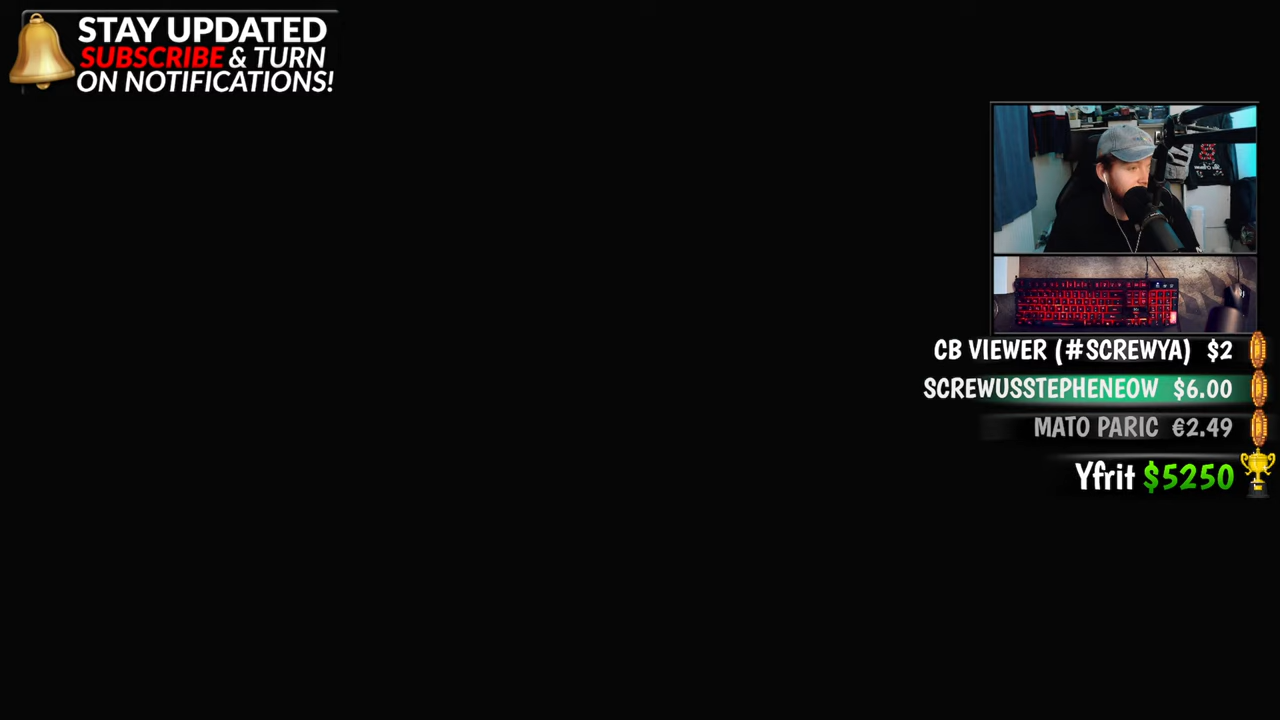 STAY UPDATED
SUBSCRIBE & TURN
ON NOTIFICATIONS!
CB VIEWER (#SCREWYA) $2
SCREWUSSTEPHENEOW $6.00
MATO PARIC €2.49
Yfrit $5250